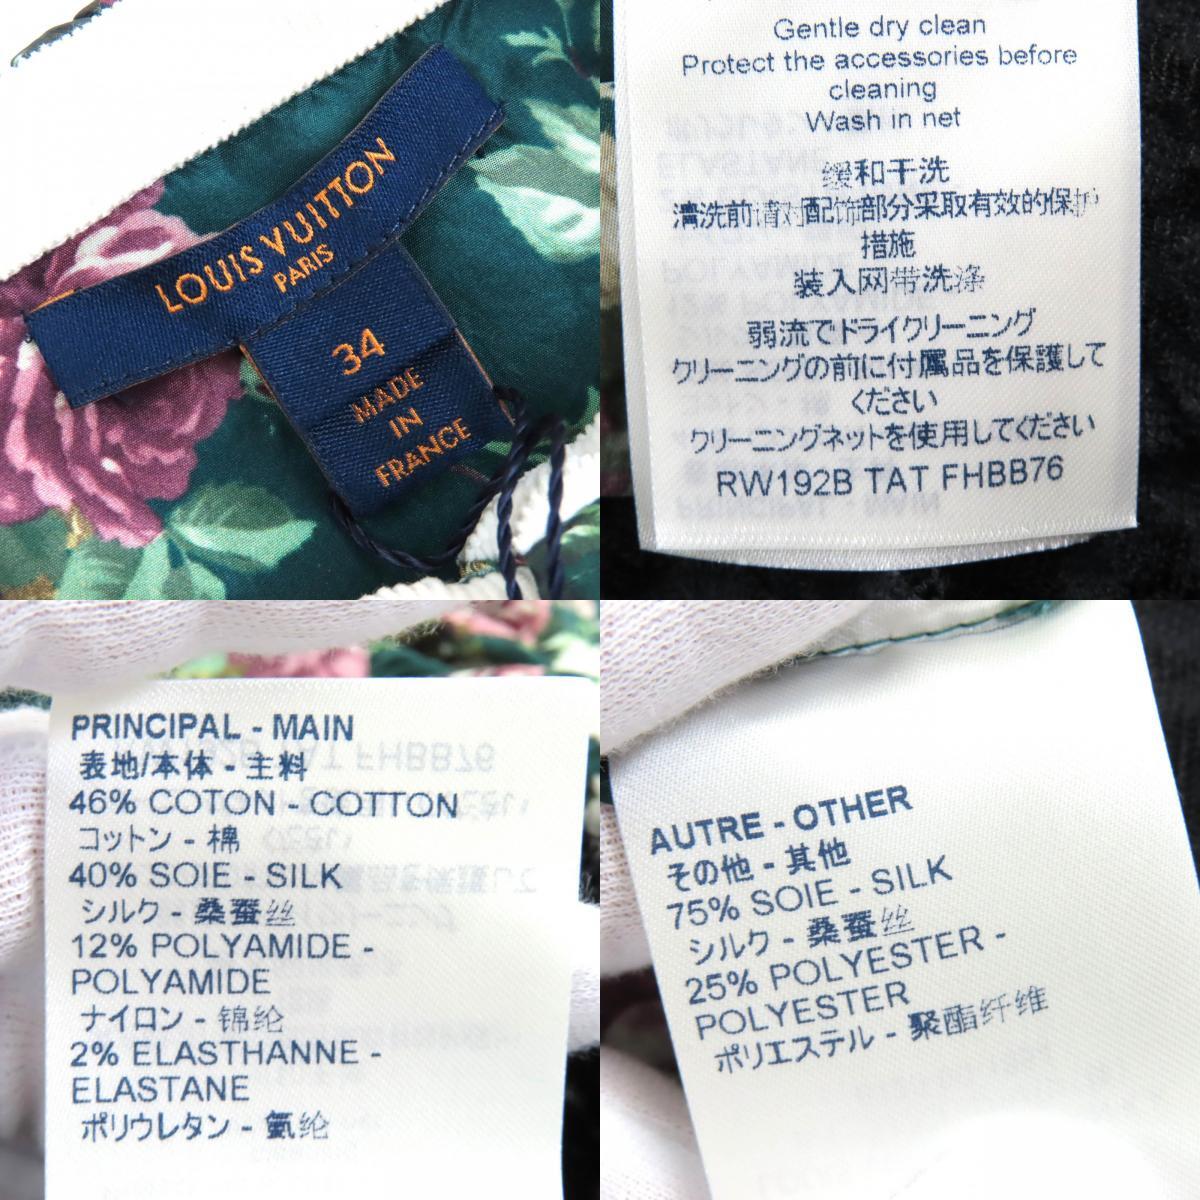 LOUIS VUITTON
PARIS
34
MADE
IN
FRANCE
Gentle dry clean
Protect the accessories before
cleaning
Wash in net
缓和干洗
清洗前请对配饰部分采取有效的保护
措施
装入网带洗涤
弱流でドライクリーニング
クリーニングの前に付属品を保護して
ください
クリーニングネットを使用してください
RW192B TAT FHBB76
PRINCIPAL - MAIN
表地/本体 - 主料
46% COTON - COTTON
コットン - 棉
40% SOIE - SILK
シルク - 桑蚕丝
12% POLYAMIDE -
POLYAMIDE
ナイロン - 锦纶
2% ELASTHANNE -
ELASTANE
ポリウレタン - 氨纶
AUTRE - OTHER
その他 - 其他
75% SOIE - SILK
シルク - 桑蚕丝
25% POLYESTER -
POLYESTER
ポリエステル - 聚酯纤维